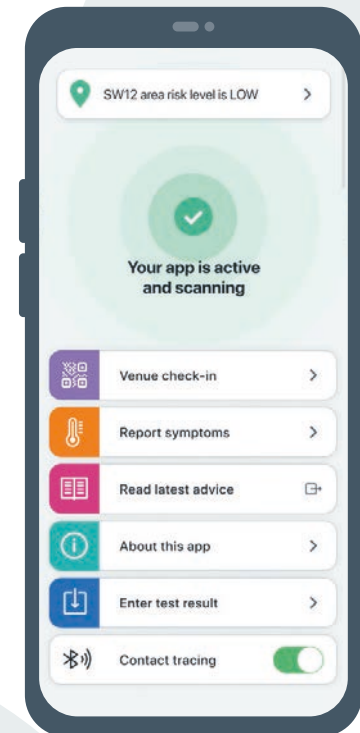 SW12 area risk level is LOW
Your app is active
and scanning
Venue check-in
Report symptoms
Read latest advice
About this app
Enter test result
Contact tracing